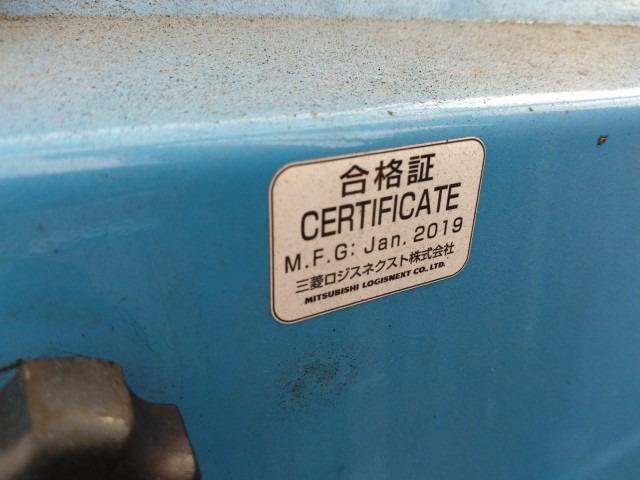 合格証
CERTIFICATE
M.F.G: Jan. 2019
三菱ロジスネクスト株式会社
MITSUBISHI LOGISNEXT CO., LTD.